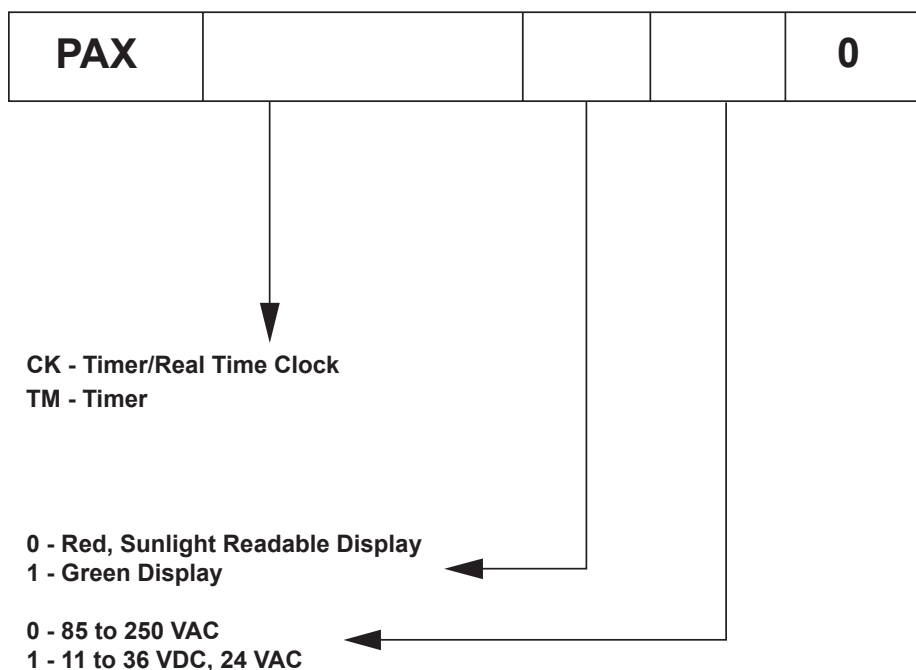 PAX 0
CK - Timer/Real Time Clock
TM - Timer
0 - Red, Sunlight Readable Display
1 - Green Display
0 - 85 to 250 VAC
1 - 11 to 36 VDC, 24 VAC